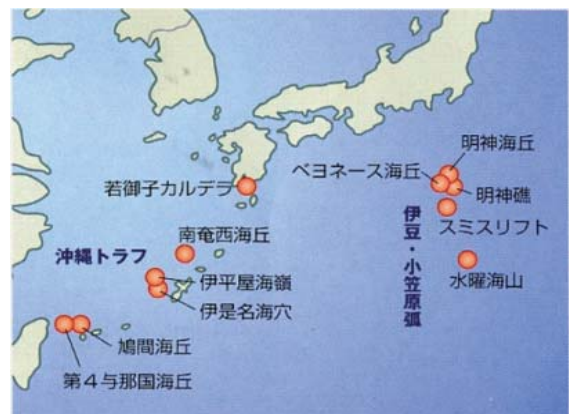 明神海丘
ベヨネース海丘
明神礁
若御子カルデラ
スミスリフト
南奄西海丘
沖縄トラフ
伊豆・小笠原弧
伊平屋海嶺
水曜海山
伊是名海穴
鳩間海丘
第4与那国海丘